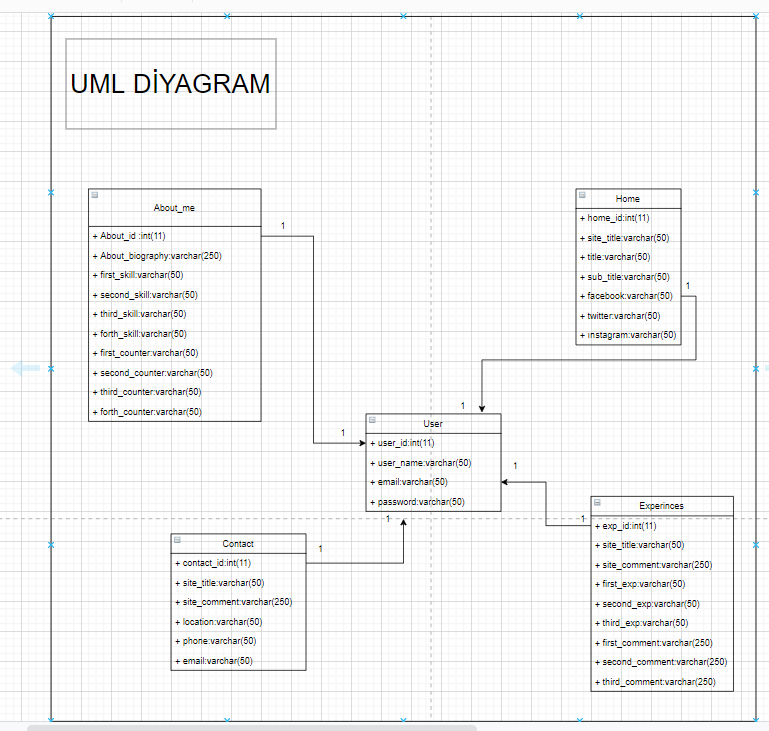 UML DİYAGRAM
About_me
+ About_id :int(11)
+ About_biography:varchar(250)
+ first_skill:varchar(50)
+ second_skill:varchar(50)
+ third_skill:varchar(50)
+ forth_skill:varchar(50)
+ first_counter:varchar(50)
+ second_counter:varchar(50)
+ third_counter:varchar(50)
+ forth_counter:varchar(50)
1
1
Home
+ home_id:int(11)
+ site_title:varchar(50)
+ title:varchar(50)
+ sub_title:varchar(50)
+ facebook:varchar(50)
+ twitter:varchar(50)
+ ınstagram:varchar(50)
1
1
User
+ user_id:int(11)
+ user_name:varchar(50)
+ email:varchar(50)
+ password:varchar(50)
1
1
Contact
+ contact_id:int(11)
+ site_title:varchar(50)
+ site_comment:varchar(250)
+ location:varchar(50)
+ phone:varchar(50)
+ email:varchar(50)
1
1
Experinces
+ exp_id:int(11)
+ site_title:varchar(50)
+ site_comment:varchar(250)
+ first_exp:varchar(50)
+ second_exp:varchar(50)
+ third_exp:varchar(50)
+ first_comment:varchar(250)
+ second_comment:varchar(250)
+ third_comment:varchar(250)